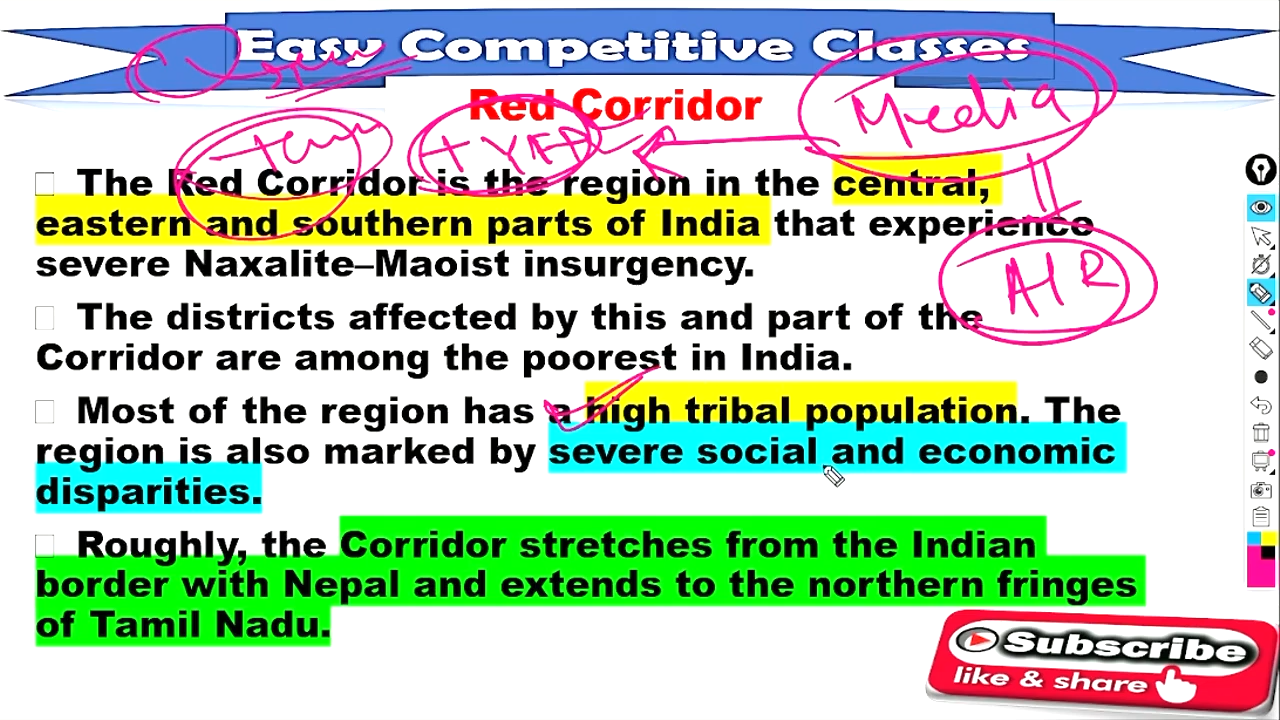 Easy Competitive Classes
Red Corridor
Media
The Red Corridor is the region in the central,
eastern and southern parts of India that experience
severe Naxalite–Maoist insurgency.
AIR
The districts affected by this and part of the
Corridor are among the poorest in India.
Most of the region has a high tribal population. The
region is also marked by severe social and economic
disparities.
Roughly, the Corridor stretches from the Indian
border with Nepal and extends to the northern fringes
of Tamil Nadu.
Subscribe
like & share